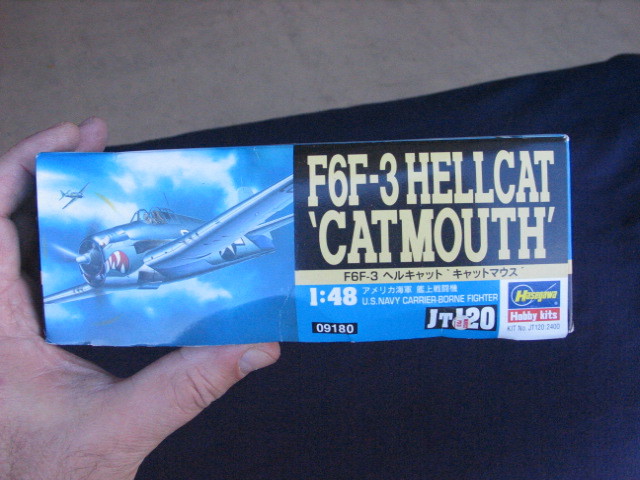 F6F-3 HELLCAT
'CATMOUTH'
F6F-3 ヘルキャット “キャットマウス”
1:48 アメリカ海軍 艦上戦闘機
U.S. NAVY CARRIER-BORNE FIGHTER
09180
JT120
Hasegawa
Hobby kits
KIT No. JT120:2400